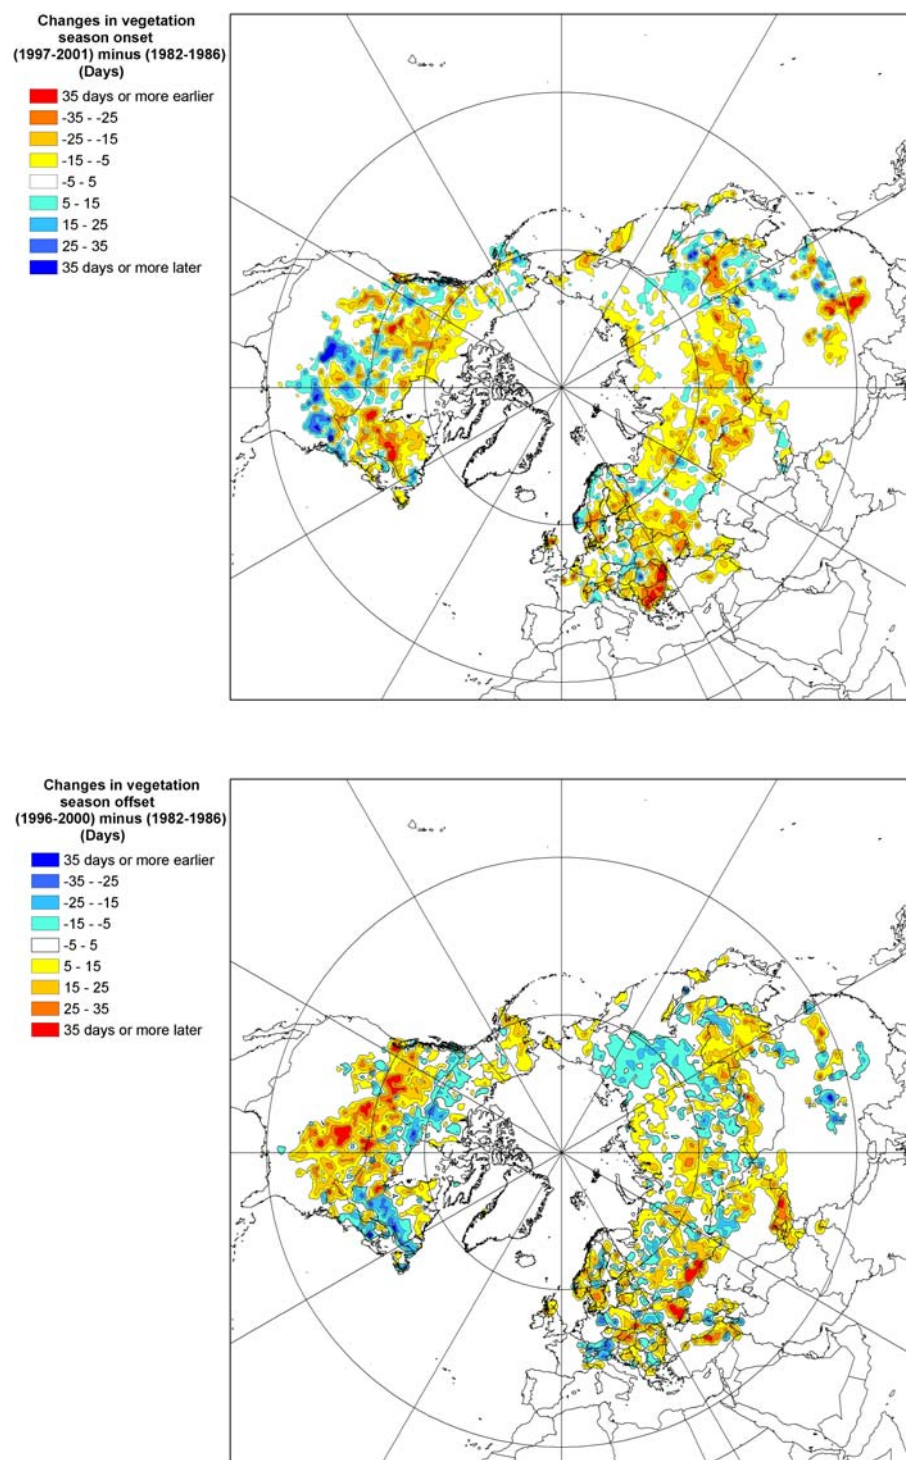 Changes in vegetation
season onset
(1997-2001) minus (1982-1986)
(Days)
35 days or more earlier
-35 - -25
-25 - -15
-15 - -5
-5 - 5
5 - 15
15 - 25
25 - 35
35 days or more later
Changes in vegetation
season offset
(1996-2000) minus (1982-1986)
(Days)
35 days or more earlier
-35 - -25
-25 - -15
-15 - -5
-5 - 5
5 - 15
15 - 25
25 - 35
35 days or more later